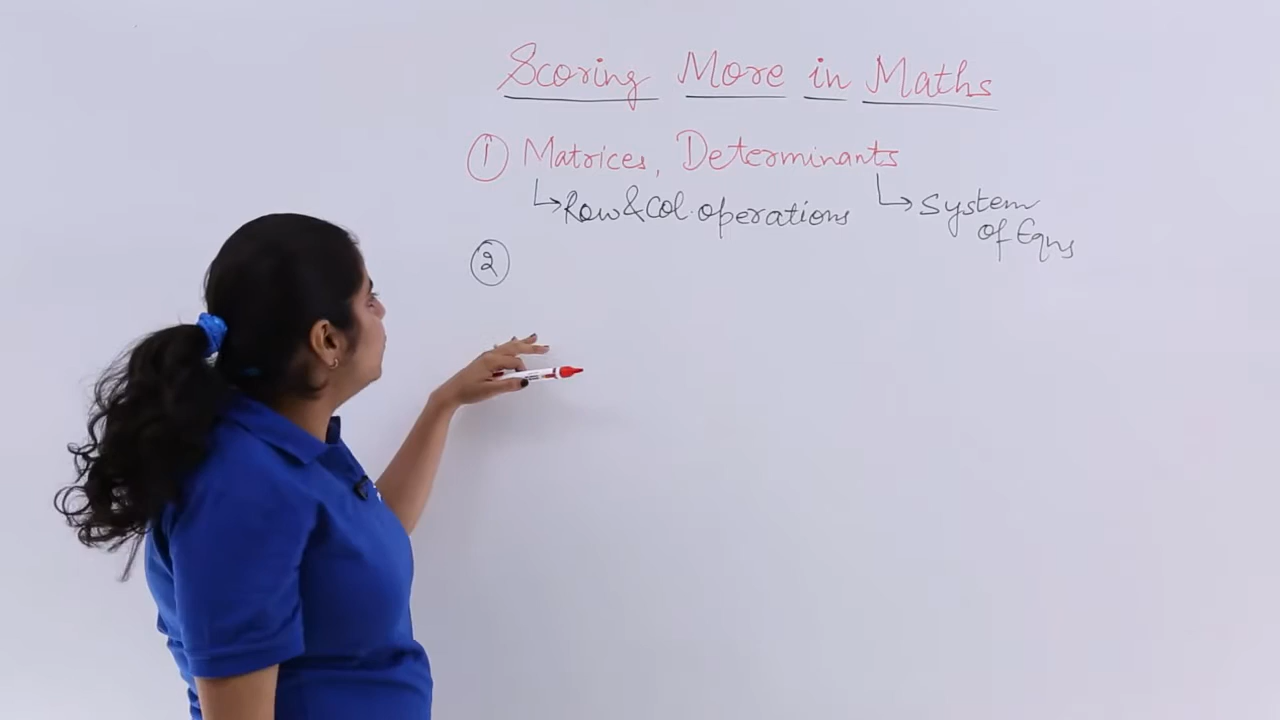 Scoring More in Maths
① Matrices, Determinants
↳ Row & Col. operations ↳ System of Eqns
②